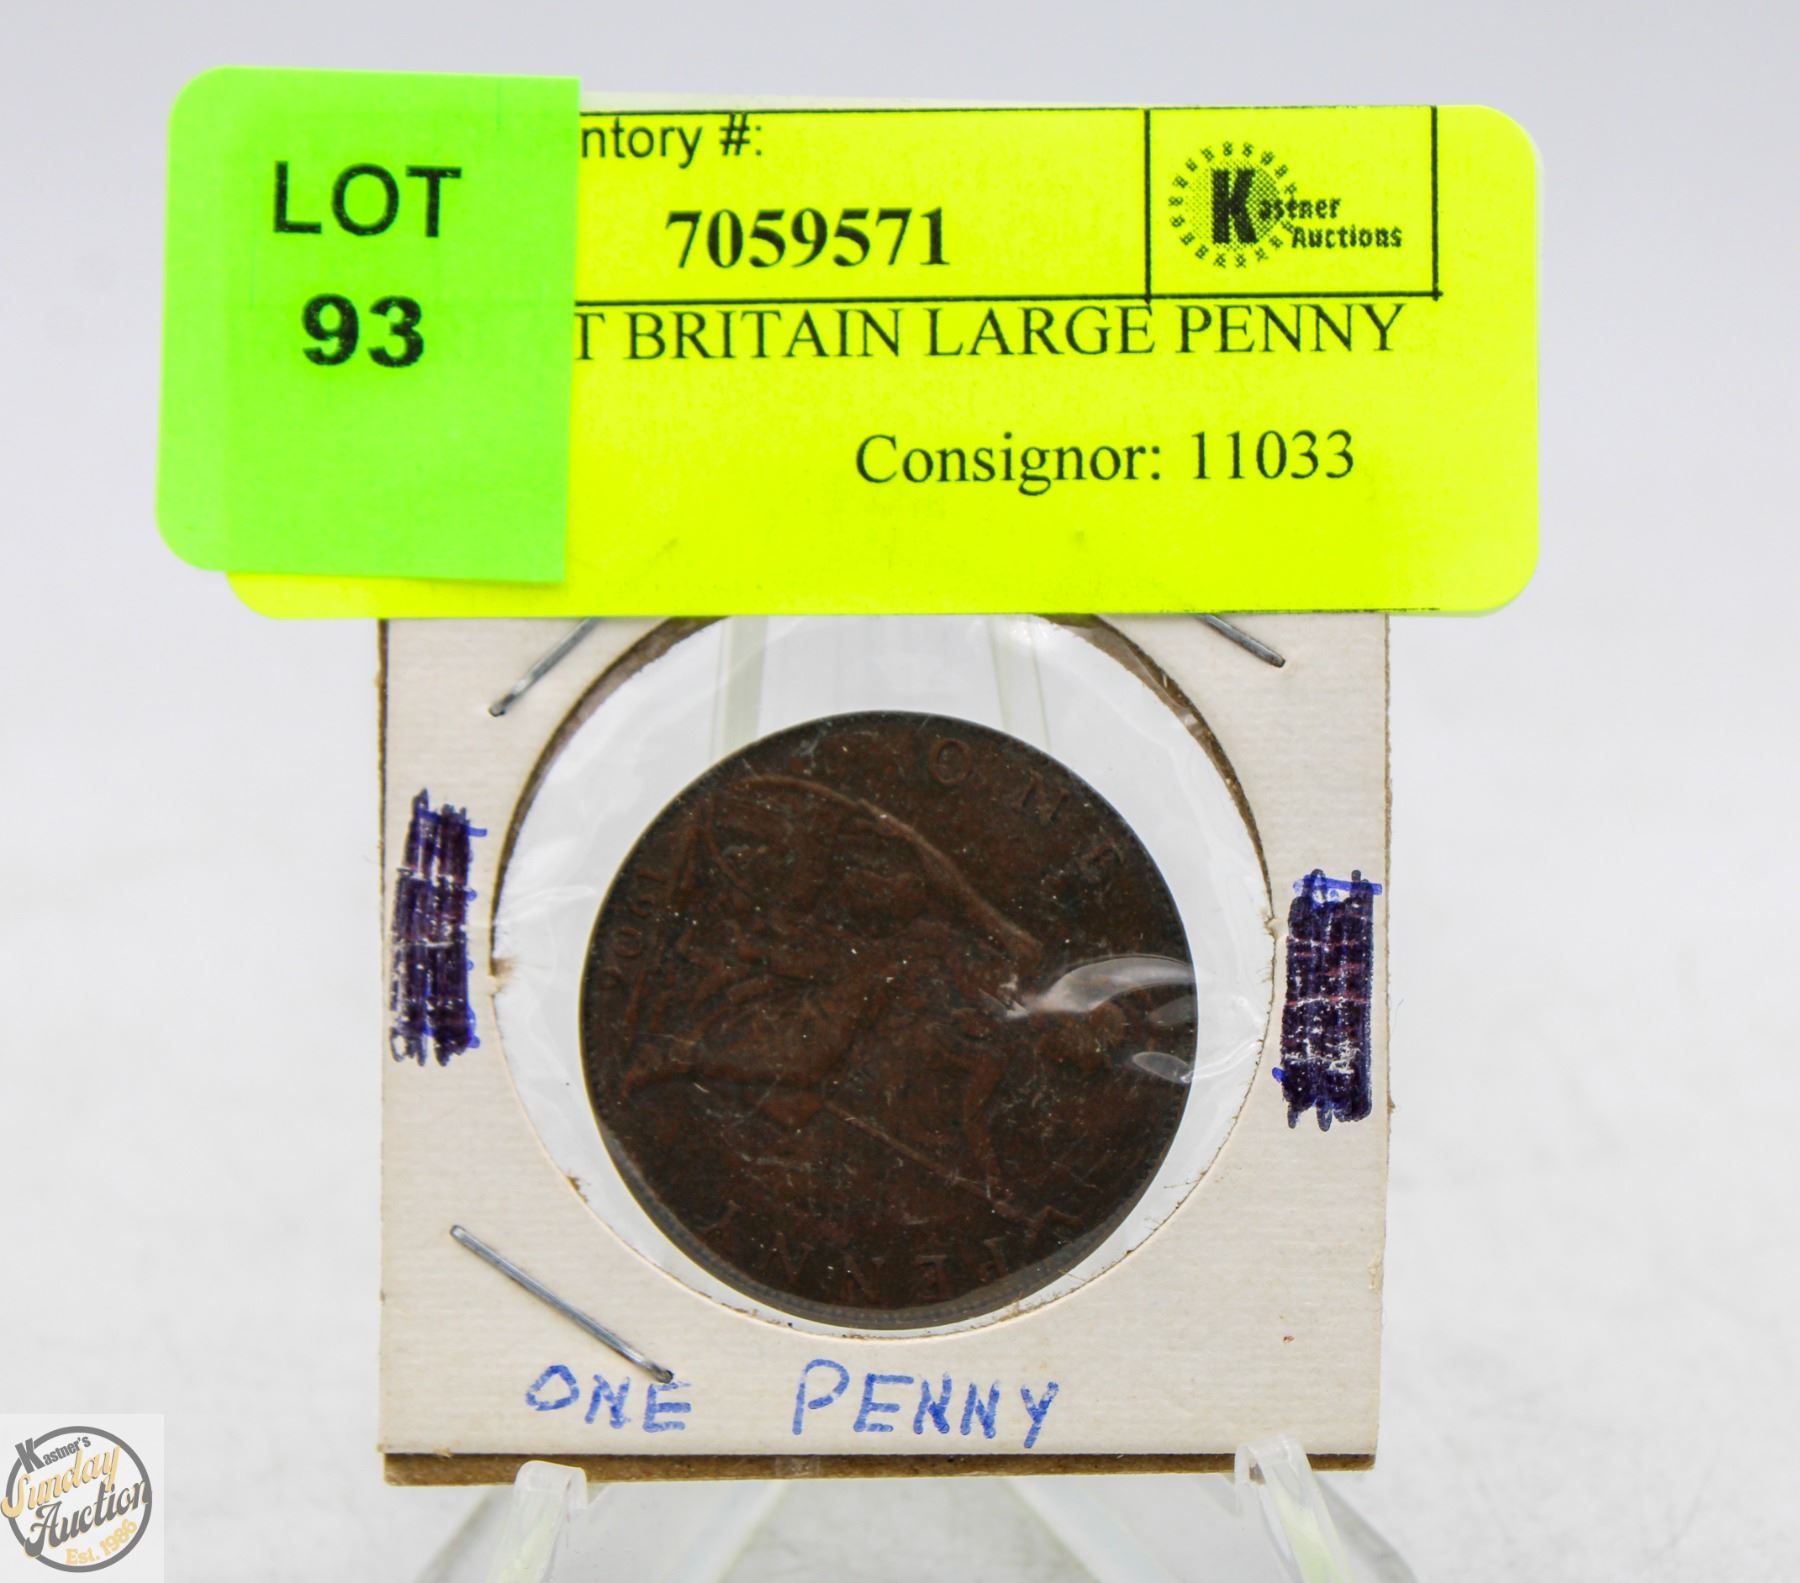 LOT
93
ntory #:
7059571
Kastner
Auctions
T BRITAIN LARGE PENNY
Consignor: 11033
ONE
PENNY
ONE PENNY
Kastner's
Sunday
Auction
Est. 1986